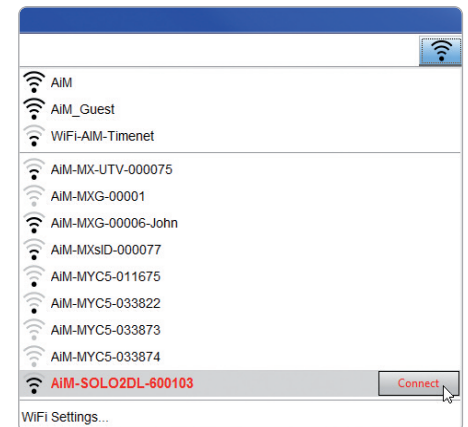 AiM
AiM_Guest
WiFi-AIM-Timenet
AiM-MX-UTV-000075
AiM-MXG-00001
AiM-MXG-00006-John
AiM-MXsID-000077
AiM-MYC5-011675
AiM-MYC5-033822
AiM-MYC5-033873
AiM-MYC5-033874
AiM-SOLO2DL-600103 Connect
WiFi Settings...